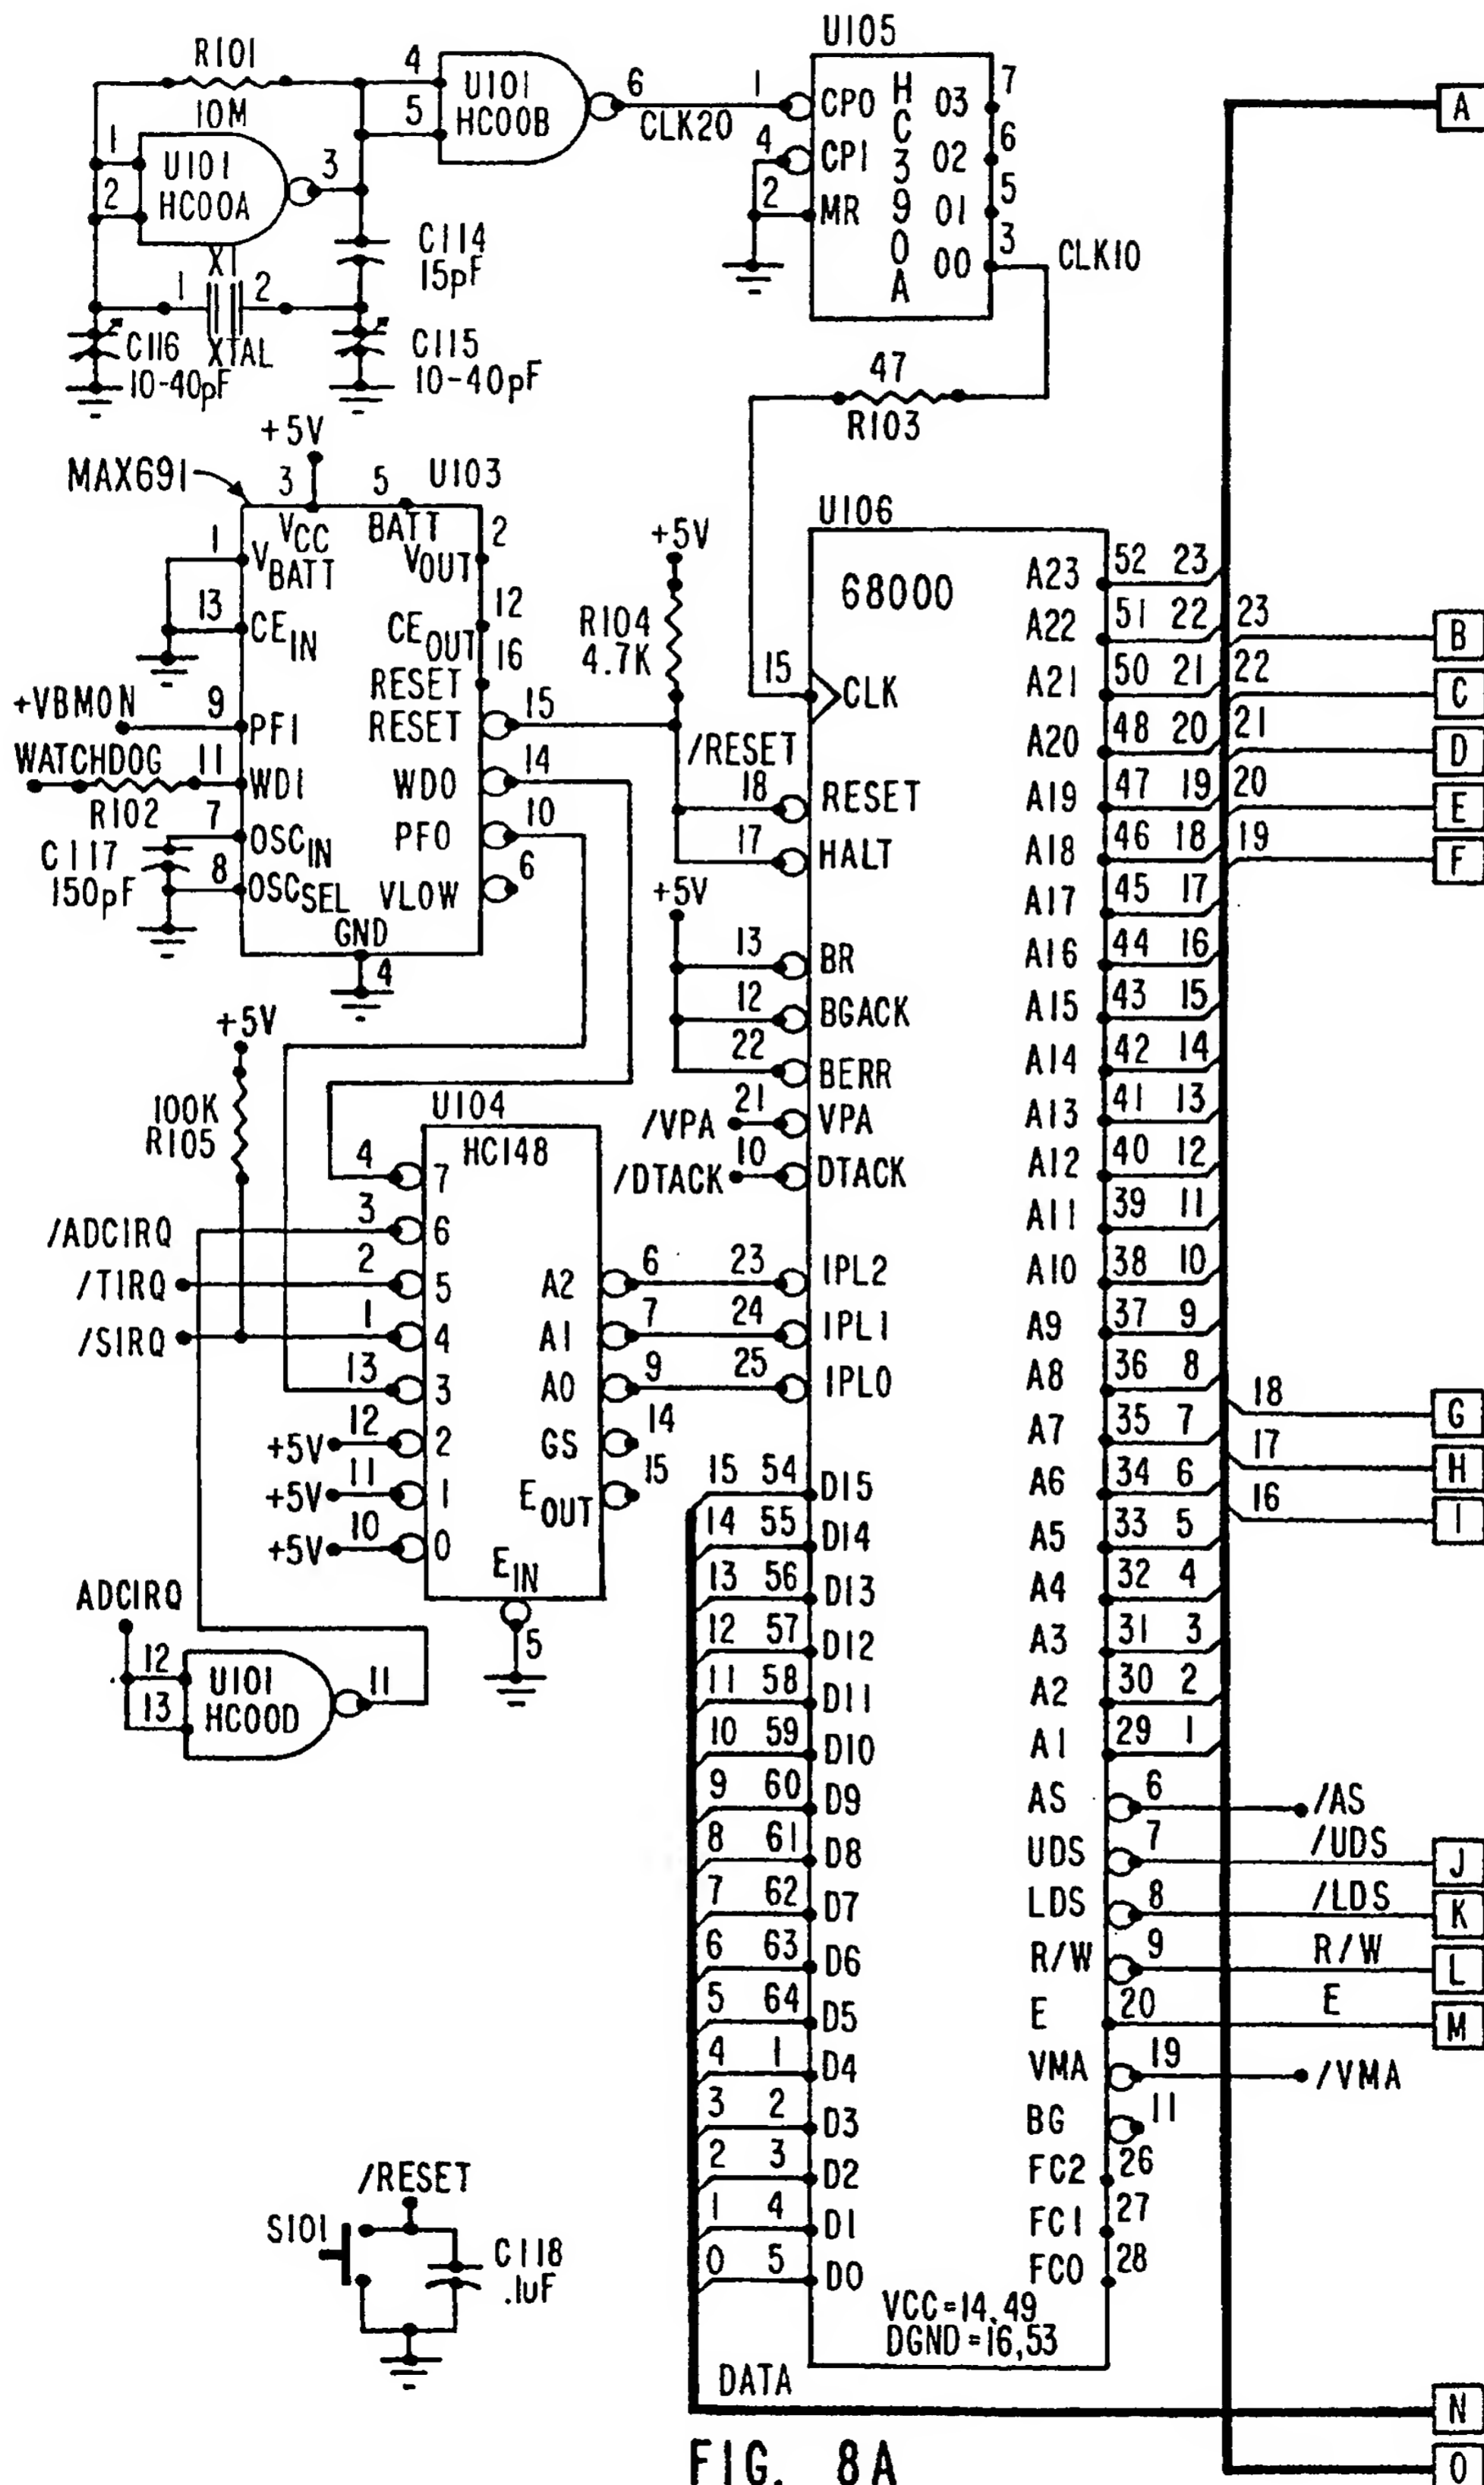 R101
10M
1
2
U101
HC00A
3
4
5
U101
HC00B
6
CLK20
C114
15pF
X1
1
2
XTAL
C116
10-40pF
C115
10-40pF
U105
1
CP0
4
CP1
2
MR
HC390A
03
7
02
6
01
5
00
3
CLK10
47
R103
MAX691
+5V
3
5
U103
VCC
BATT
1
VBATT
VOUT
2
13
CEIN
CEOUT
12
RESET
16
+VBMON
9
PFI
RESET
15
WATCHDOG
R102
11
WDI
WDO
14
7
OSCIN
PFO
10
C117
150pF
8
OSCSEL
VLOW
6
GND
4
+5V
R104
4.7K
/RESET
+5V
100K
R105
U104
HC148
4
7
/ADCIRQ
3
6
/TIRQ
2
5
A2
6
/SIRQ
1
4
A1
7
13
3
A0
9
+5V
12
2
GS
14
+5V
11
1
EOUT
15
+5V
10
0
EIN
5
ADCIRQ
12
13
U101
HC00D
11
U106
68000
15
CLK
18
RESET
17
HALT
+5V
13
BR
12
BGACK
22
BERR
/VPA
21
VPA
/DTACK
10
DTACK
23
IPL2
24
IPL1
25
IPL0
15 54 D15
14 55 D14
13 56 D13
12 57 D12
11 58 D11
10 59 D10
9 60 D9
8 61 D8
7 62 D7
6 63 D6
5 64 D5
4 1 D4
3 2 D3
2 3 D2
1 4 D1
0 5 D0
A23 52 23
A22 51 22
A21 50 21
A20 48 20
A19 47 19
A18 46 18
A17 45 17
A16 44 16
A15 43 15
A14 42 14
A13 41 13
A12 40 12
A11 39 11
A10 38 10
A9 37 9
A8 36 8
A7 35 7
A6 34 6
A5 33 5
A4 32 4
A3 31 3
A2 30 2
A1 29 1
AS 6 /AS
UDS 7 /UDS
LDS 8 /LDS
R/W 9 R/W
E 20 E
VMA 19 /VMA
BG 11
FC2 26
FC1 27
FC0 28
VCC=14,49
DGND=16,53
A
23 B
22 C
21 D
20 E
19 F
18 G
17 H
16 I
J
K
L
M
N
O
/RESET
S101
C118
.1uF
DATA
FIG. 8A